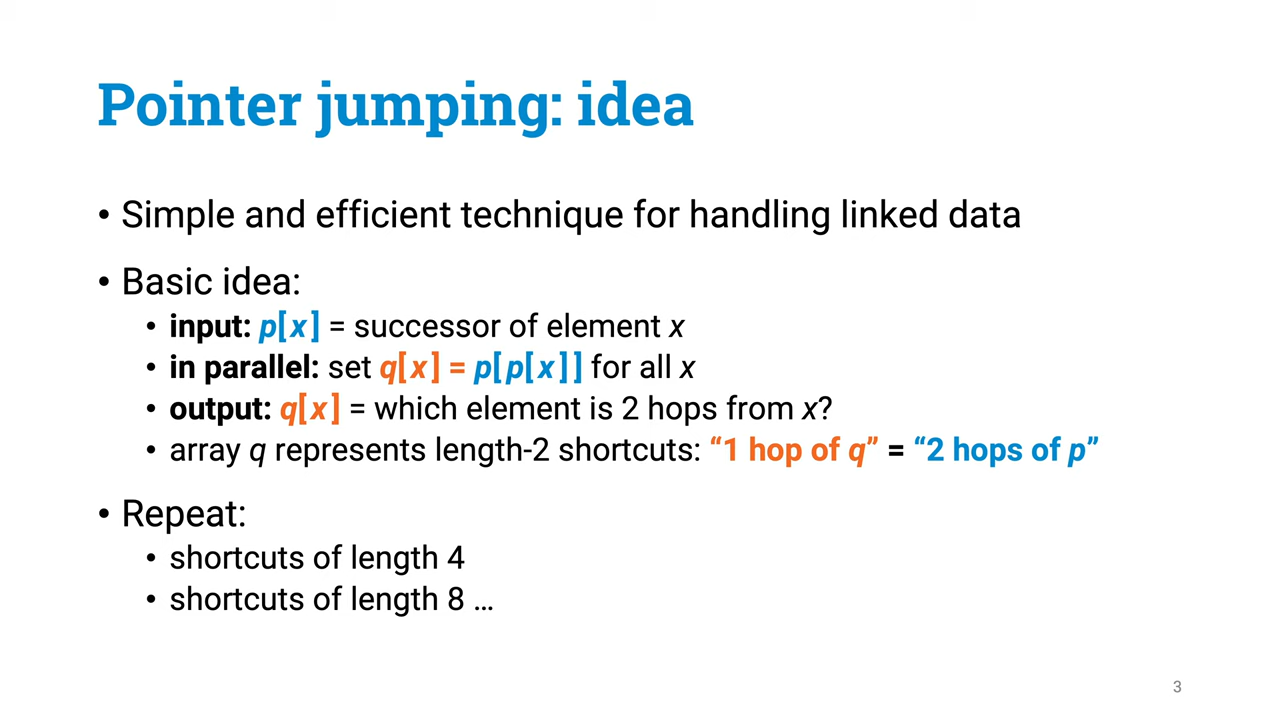 Pointer jumping: idea
• Simple and efficient technique for handling linked data
• Basic idea:
• input: p[x] = successor of element x
• in parallel: set q[x] = p[p[x]] for all x
• output: q[x] = which element is 2 hops from x?
• array q represents length-2 shortcuts: “1 hop of q” = “2 hops of p”
• Repeat:
• shortcuts of length 4
• shortcuts of length 8 …
3